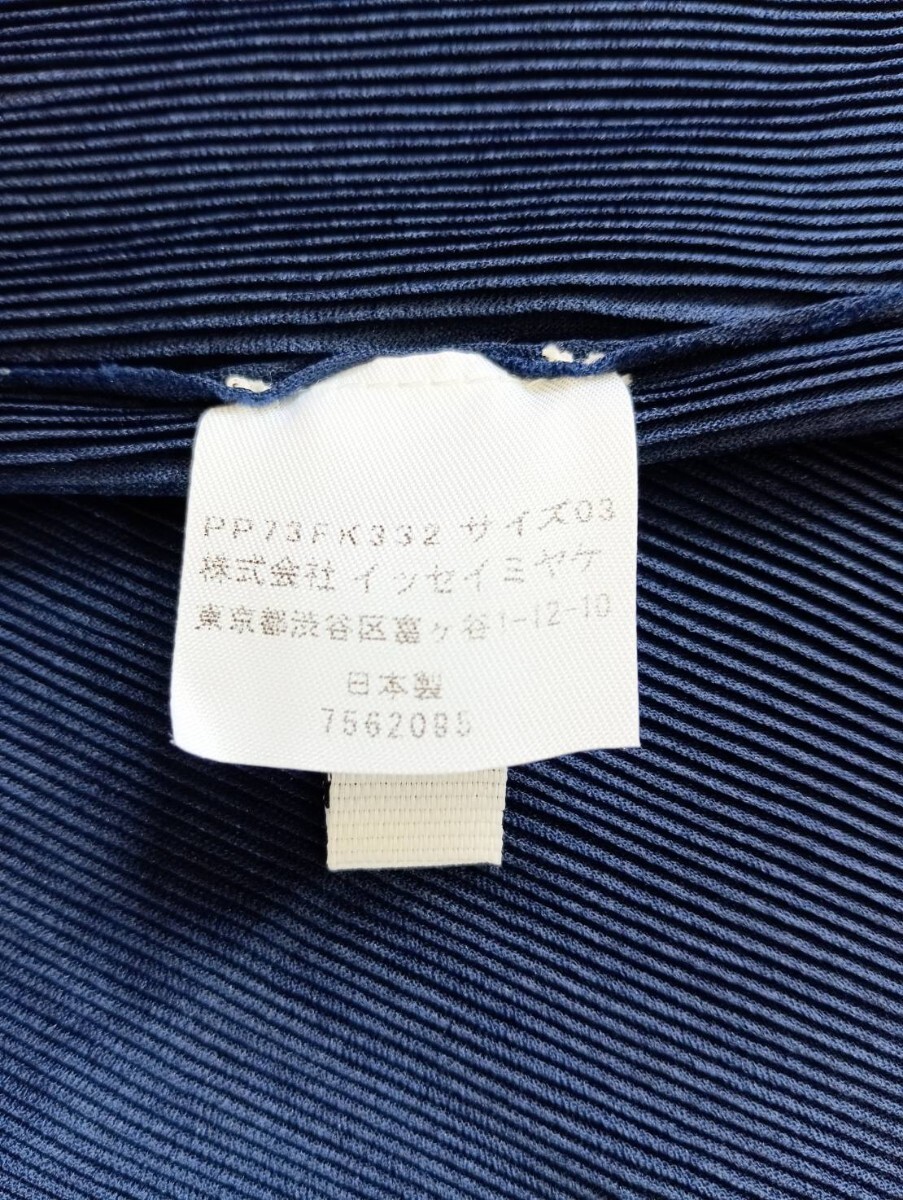 PP73FK332 サイズ03
株式会社 イッセイミヤケ
東京都渋谷区富ヶ谷1-12-10
日本製
7562095